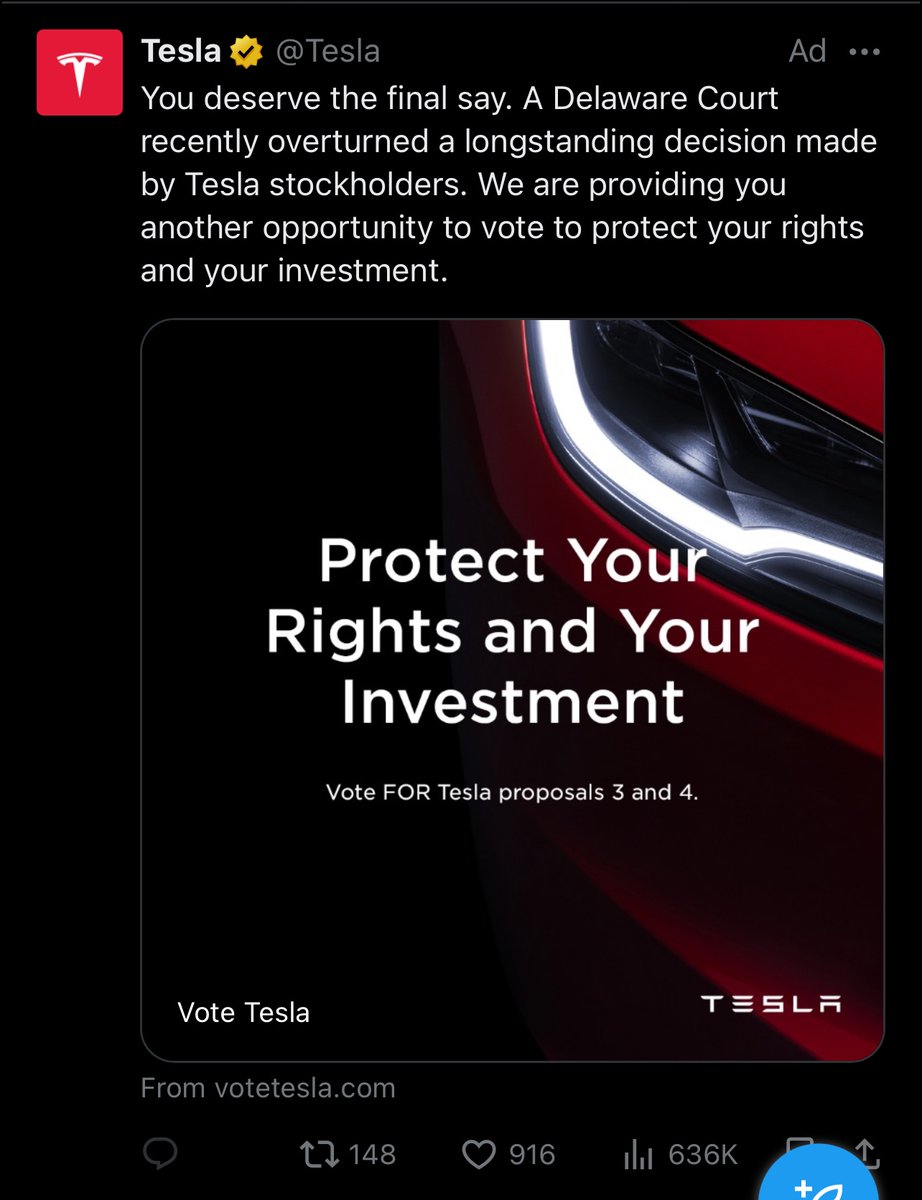 Tesla @Tesla Ad
You deserve the final say. A Delaware Court
recently overturned a longstanding decision made
by Tesla stockholders. We are providing you
another opportunity to vote to protect your rights
and your investment.
Protect Your
Rights and Your
Investment
Vote FOR Tesla proposals 3 and 4.
Vote Tesla
TESLA
From votetesla.com
148 916 636K